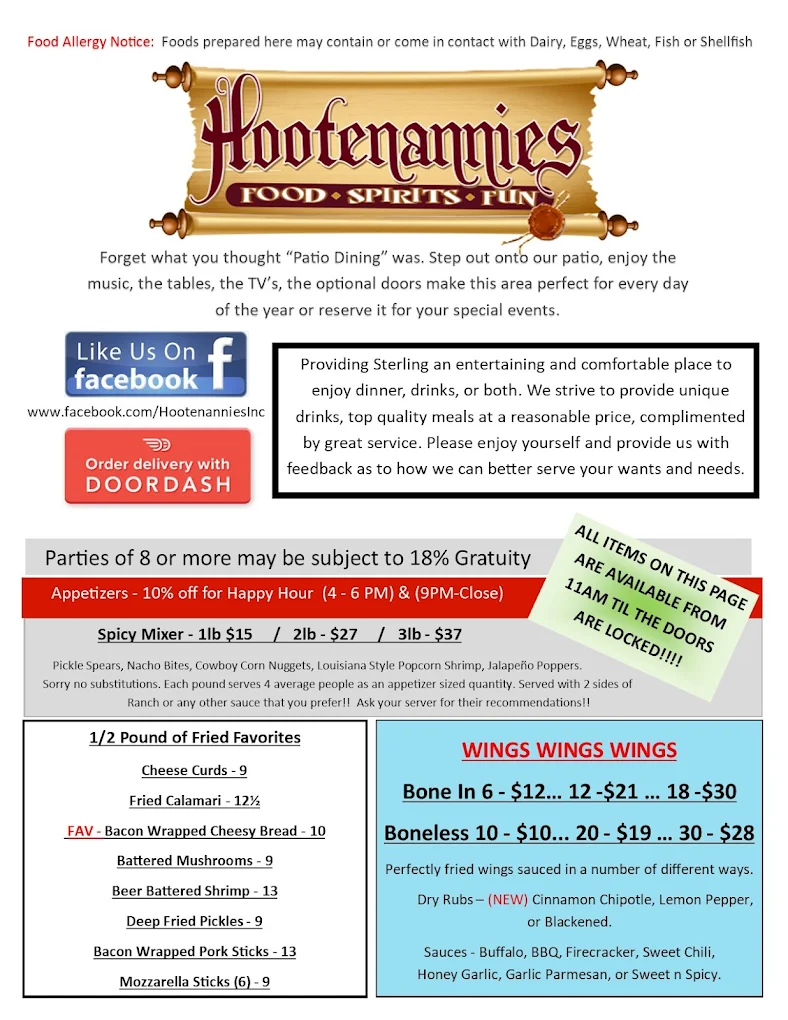 Food Allergy Notice: Foods prepared here may contain or come in contact with Dairy, Eggs, Wheat, Fish or Shellfish
Hootenannies
FOOD • SPIRITS • FUN
Forget what you thought “Patio Dining” was. Step out onto our patio, enjoy the
music, the tables, the TV’s, the optional doors make this area perfect for every day
of the year or reserve it for your special events.
Like Us On
facebook
f
www.facebook.com/HootenanniesInc
Order delivery with
DOORDASH
Providing Sterling an entertaining and comfortable place to
enjoy dinner, drinks, or both. We strive to provide unique
drinks, top quality meals at a reasonable price, complimented
by great service. Please enjoy yourself and provide us with
feedback as to how we can better serve your wants and needs.
Parties of 8 or more may be subject to 18% Gratuity
ALL ITEMS ON THIS PAGE
ARE AVAILABLE FROM
11AM TIL THE DOORS
ARE LOCKED!!!!
Appetizers - 10% off for Happy Hour (4 - 6 PM) & (9PM-Close)
Spicy Mixer - 1lb $15 / 2lb - $27 / 3lb - $37
Pickle Spears, Nacho Bites, Cowboy Corn Nuggets, Louisiana Style Popcorn Shrimp, Jalapeño Poppers.
Sorry no substitutions. Each pound serves 4 average people as an appetizer sized quantity. Served with 2 sides of
Ranch or any other sauce that you prefer!! Ask your server for their recommendations!!
1/2 Pound of Fried Favorites
Cheese Curds - 9
Fried Calamari - 12½
FAV - Bacon Wrapped Cheesy Bread - 10
Battered Mushrooms - 9
Beer Battered Shrimp - 13
Deep Fried Pickles - 9
Bacon Wrapped Pork Sticks - 13
Mozzarella Sticks (6) - 9
WINGS WINGS WINGS
Bone In 6 - $12... 12 -$21 ... 18 -$30
Boneless 10 - $10... 20 - $19 ... 30 - $28
Perfectly fried wings sauced in a number of different ways.
Dry Rubs – (NEW) Cinnamon Chipotle, Lemon Pepper,
or Blackened.
Sauces - Buffalo, BBQ, Firecracker, Sweet Chili,
Honey Garlic, Garlic Parmesan, or Sweet n Spicy.